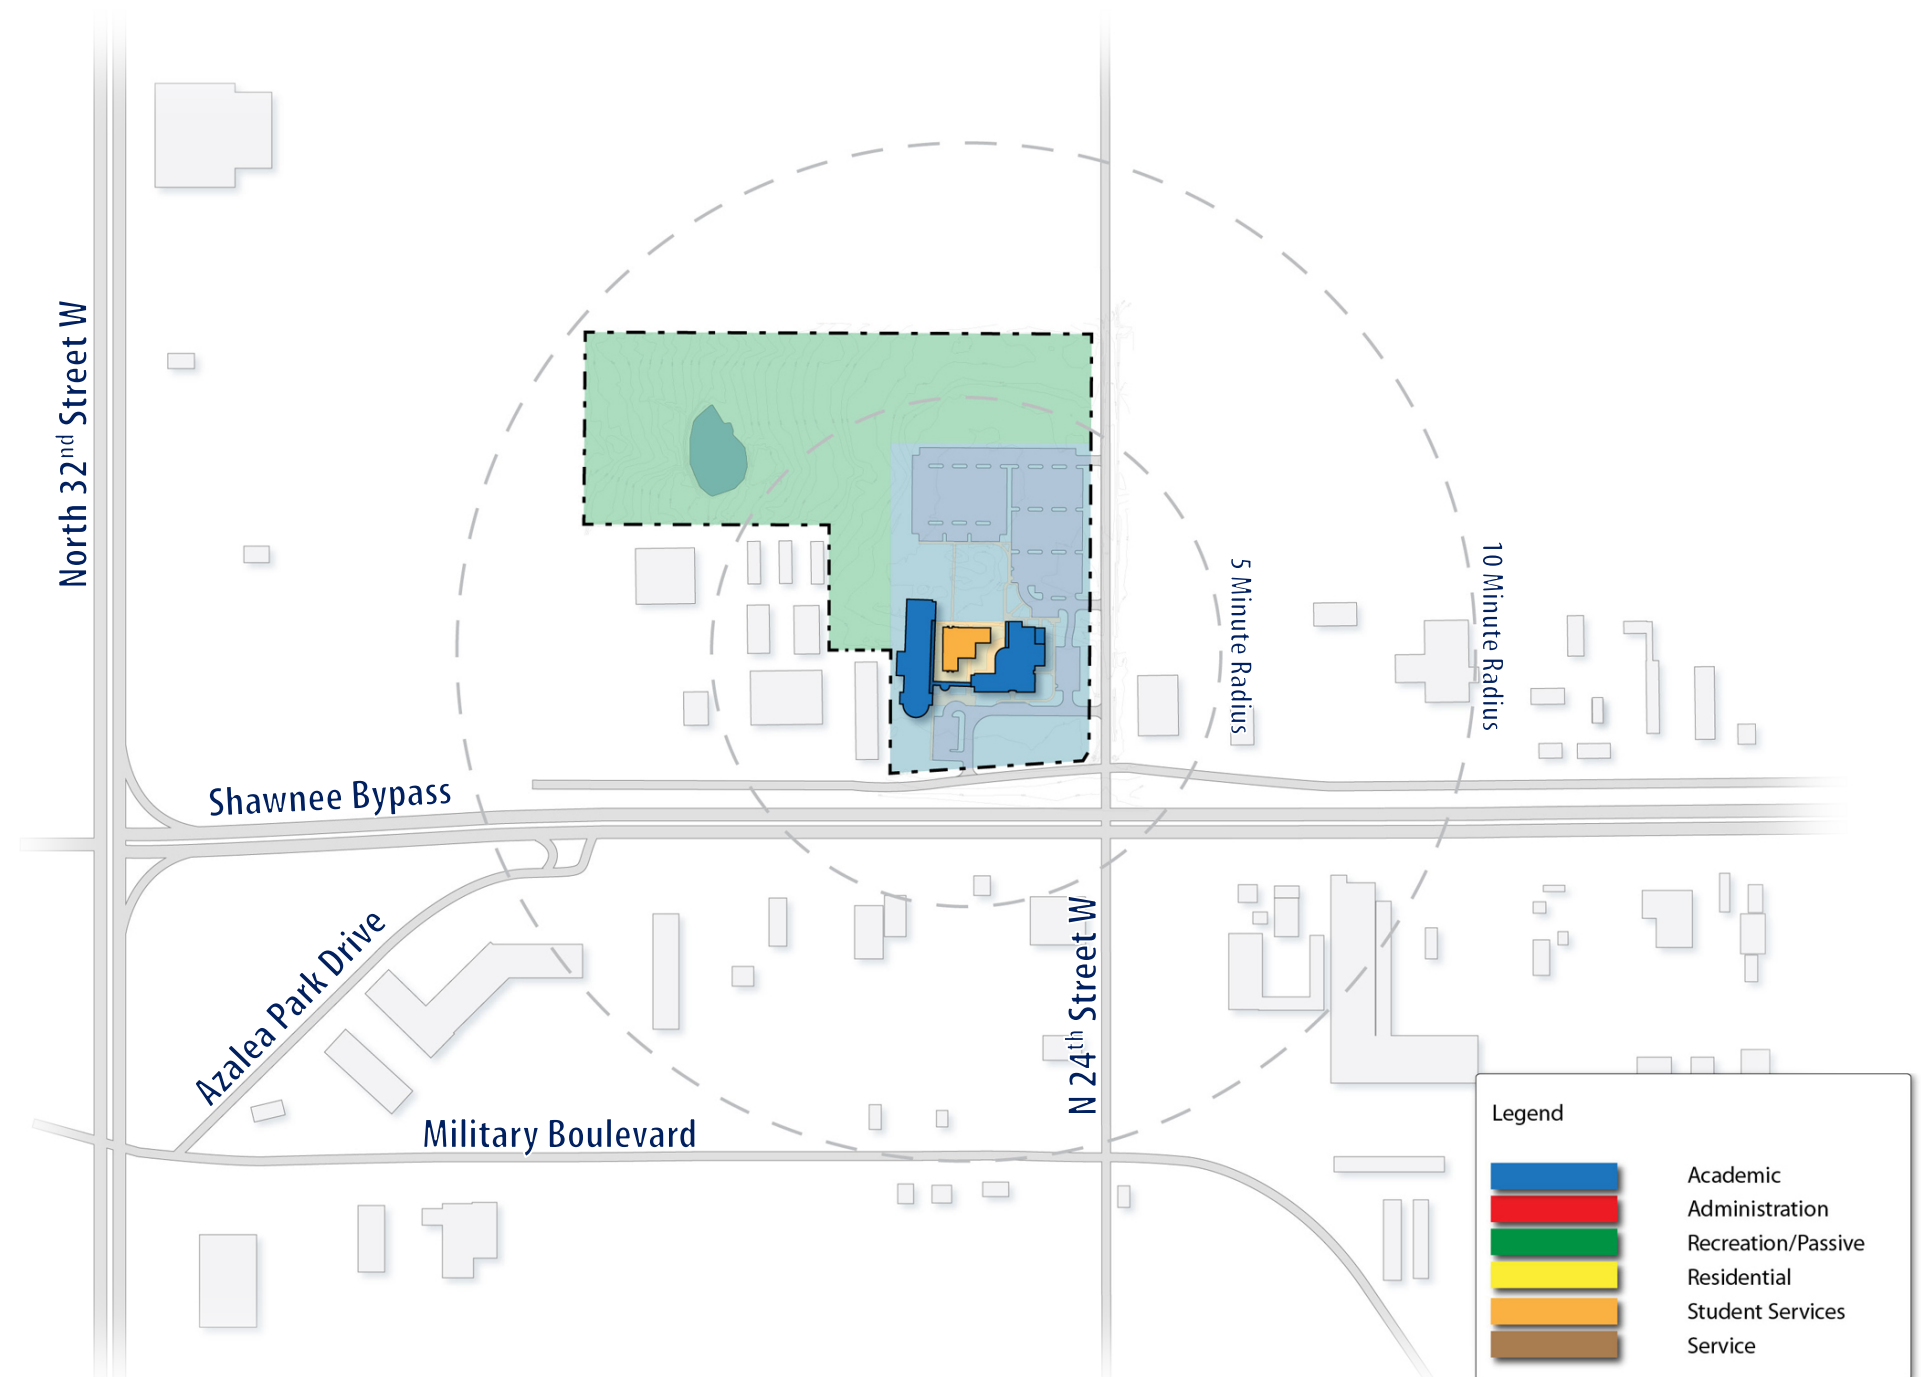 North 32nd Street W
5 Minute Radius
10 Minute Radius
Shawnee Bypass
Azalea Park Drive
N 24th Street W
Military Boulevard
Legend
Academic
Administration
Recreation/Passive
Residential
Student Services
Service